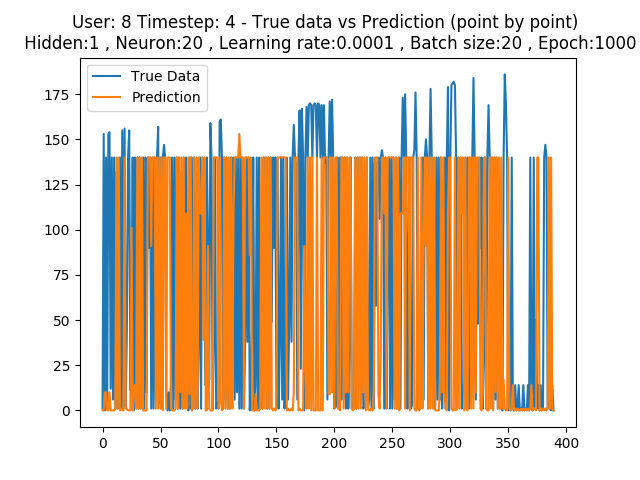 User: 8 Timestep: 4 - True data vs Prediction (point by point)
Hidden:1 , Neuron:20 , Learning rate:0.0001 , Batch size:20 , Epoch:1000
True Data
Prediction
175
150
125
100
75
50
25
0
0 50 100 150 200 250 300 350 400